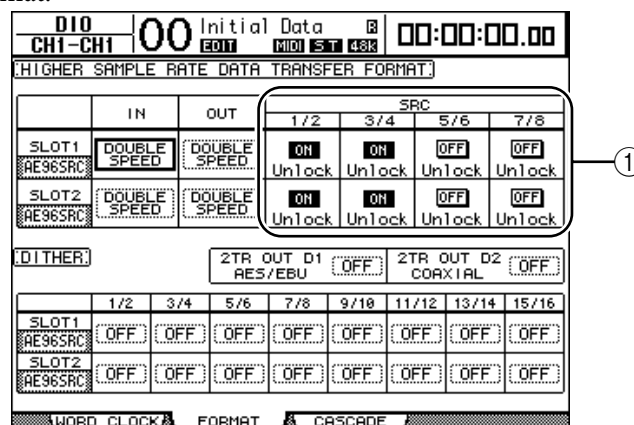 DIO
CH1-CH1
00
Initial Data
EDIT MIDI ST 48k
00:00:00.00
HIGHER SAMPLE RATE DATA TRANSFER FORMAT
IN OUT SRC
1/2 3/4 5/6 7/8
SLOT1 DOUBLE SPEED DOUBLE SPEED ON ON OFF OFF
AE96SRC Unlock Unlock Unlock Unlock
SLOT2 DOUBLE SPEED DOUBLE SPEED ON ON OFF OFF
AE96SRC Unlock Unlock Unlock Unlock
1
DITHER
2TR OUT D1 AES/EBU OFF 2TR OUT D2 COAXIAL OFF
1/2 3/4 5/6 7/8 9/10 11/12 13/14 15/16
SLOT1 OFF OFF OFF OFF OFF OFF OFF OFF
AE96SRC
SLOT2 OFF OFF OFF OFF OFF OFF OFF OFF
AE96SRC
WORD CLOCK FORMAT CASCADE